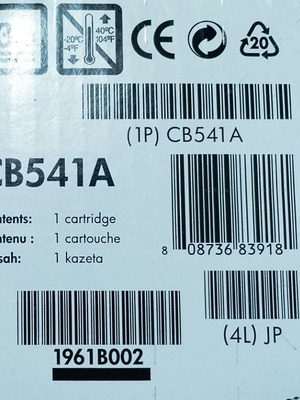 -20°C
-4°F
40°C
104°F
CE
20
(1P) CB541A
CB541A
ntents: 1 cartridge
ntenu : 1 cartouche
sah: 1 kazeta
8 08736 83918
(4L) JP
1961B002